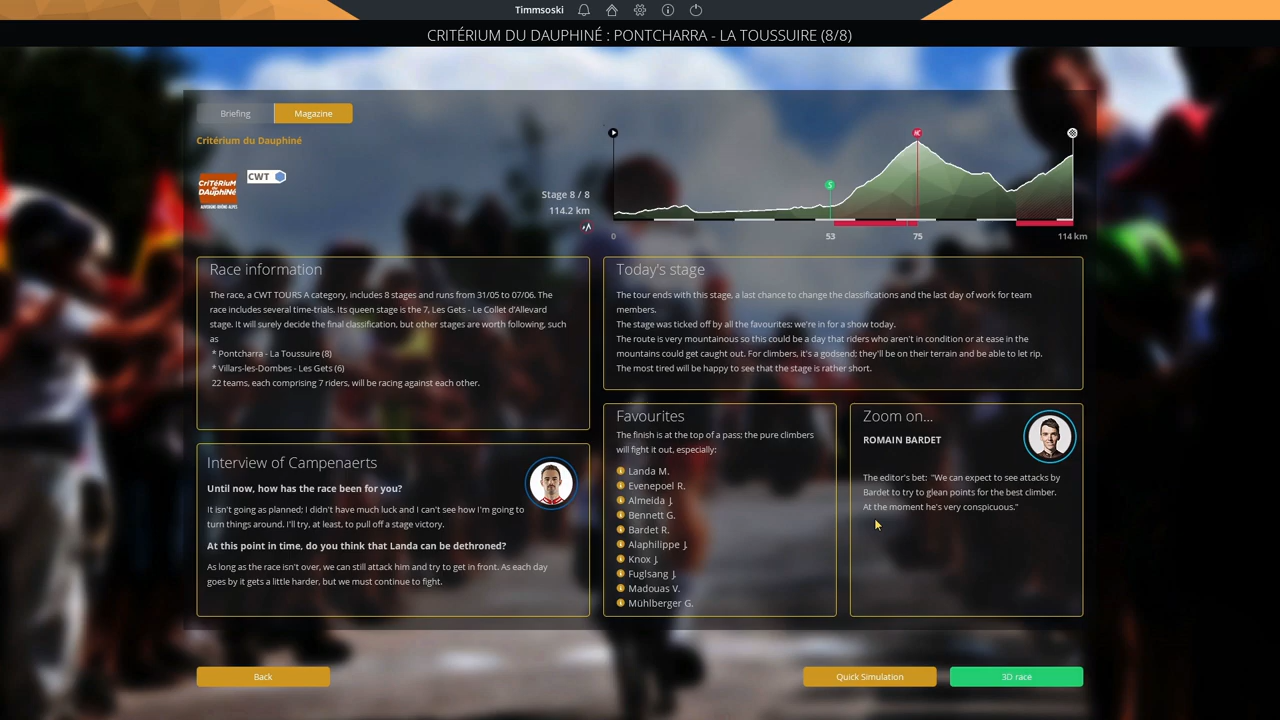 Timmsoski
CRITÉRIUM DU DAUPHINÉ : PONTCHARRA - LA TOUSSUIRE (8/8)
Briefing
Magazine
Critérium du Dauphiné
CRITÉRIUM
DU DAUPHINÉ
AUVERGNE-RHÔNE-ALPES
CWT
Stage 8 / 8
114.2 km
HC
S
0
53
75
114 km
Race information
The race, a CWT TOURS A category, includes 8 stages and runs from 31/05 to 07/06. The
race includes several time-trials. Its queen stage is the 7, Les Gets - Le Collet d'Allevard
stage. It will surely decide the final classification, but other stages are worth following, such
as
* Pontcharra - La Toussuire (8)
* Villars-les-Dombes - Les Gets (6)
22 teams, each comprising 7 riders, will be racing against each other.
Today's stage
The tour ends with this stage, a last chance to change the classifications and the last day of work for team
members.
The stage was ticked off by all the favourites; we're in for a show today.
The route is very mountainous so this could be a day that riders who aren't in condition or at ease in the
mountains could get caught out. For climbers, it's a godsend; they'll be on their terrain and be able to let rip.
The most tired will be happy to see that the stage is rather short.
Interview of Campenaerts
Until now, how has the race been for you?
It isn't going as planned; I didn't have much luck and I can't see how I'm going to
turn things around. I'll try, at least, to pull off a stage victory.
At this point in time, do you think that Landa can be dethroned?
As long as the race isn't over, we can still attack him and try to get in front. As each day
goes by it gets a little harder, but we must continue to fight.
Favourites
The finish is at the top of a pass; the pure climbers
will fight it out, especially:
Landa M.
Evenepoel R.
Almeida J.
Bennett G.
Bardet R.
Alaphilippe J.
Knox J.
Fuglsang J.
Madouas V.
Mühlberger G.
Zoom on...
ROMAIN BARDET
The editor's bet: "We can expect to see attacks by
Bardet to try to glean points for the best climber.
At the moment he's very conspicuous."
Back
Quick Simulation
3D race